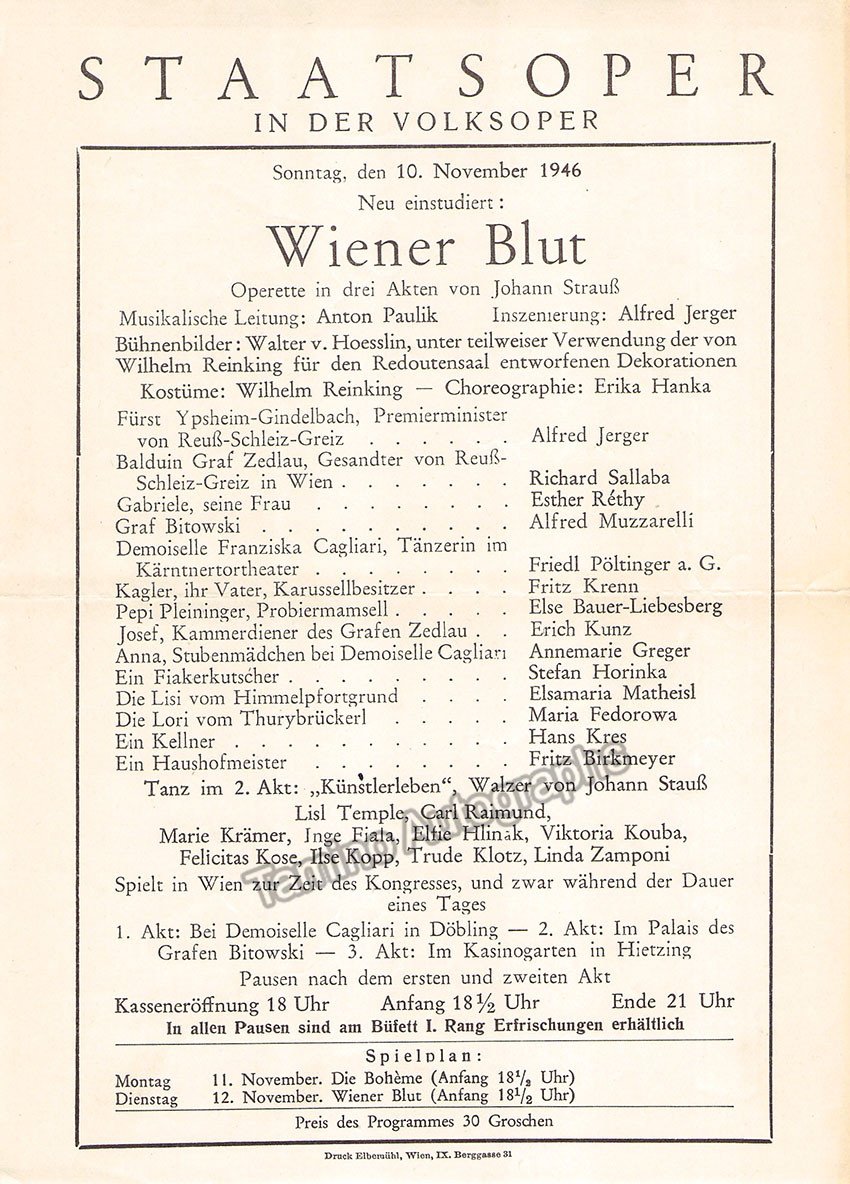 STAATSOPER
IN DER VOLKSOPER
Sonntag, den 10. November 1946
Neu einstudiert:
Wiener Blut
Operette in drei Akten von Johann Strauß
Musikalische Leitung: Anton Paulik Inszenierung: Alfred Jerger
Bühnenbilder: Walter v. Hoesslin, unter teilweiser Verwendung der von
Wilhelm Reinking für den Redoutensaal entworfenen Dekorationen
Kostüme: Wilhelm Reinking — Choreographie: Erika Hanka
Fürst Ypsheim-Gindelbach, Premierminister
von Reuß-Schleiz-Greiz . . . . . . Alfred Jerger
Balduin Graf Zedlau, Gesandter von Reuß-
Schleiz-Greiz in Wien . . . . . . . Richard Sallaba
Gabriele, seine Frau . . . . . . . . Esther Réthy
Graf Bitowski . . . . . . . . . . Alfred Muzzarelli
Demoiselle Franziska Cagliari, Tänzerin im
Kärntnertortheater . . . . . . . . Friedl Pöltinger a. G.
Kagler, ihr Vater, Karussellbesitzer . . . . Fritz Krenn
Pepi Pleininger, Probiermamsell . . . . . Else Bauer-Liebesberg
Josef, Kammerdiener des Grafen Zedlau . . Erich Kunz
Anna, Stubenmädchen bei Demoiselle Cagliari Annemarie Greger
Ein Fiakerkutscher . . . . . . . . . Stefan Horinka
Die Lisi vom Himmelpfortgrund . . . . Elsamaria Matheisl
Die Lori vom Thurybrückerl . . . . . Maria Fedorowa
Ein Kellner . . . . . . . . . . . Hans Kres
Ein Haushofmeister . . . . . . . . Fritz Birkmeyer
Tanz im 2. Akt: „Künstlerleben“, Walzer von Johann Stauß
Lisl Temple, Carl Raimund,
Marie Krämer, Inge Fiala, Elfie Hlinak, Viktoria Kouba,
Felicitas Kose, Ilse Kopp, Trude Klotz, Linda Zamponi
Tamino Autographs
Spielt in Wien zur Zeit des Kongresses, und zwar während der Dauer
eines Tages
1. Akt: Bei Demoiselle Cagliari in Döbling — 2. Akt: Im Palais des
Grafen Bitowski — 3. Akt: Im Kasinogarten in Hietzing
Pausen nach dem ersten und zweiten Akt
Kasseneröffnung 18 Uhr Anfang 18½ Uhr Ende 21 Uhr
In allen Pausen sind am Büfett I. Rang Erfrischungen erhältlich
Spielplan:
Montag 11. November. Die Bohème (Anfang 18½ Uhr)
Dienstag 12. November. Wiener Blut (Anfang 18½ Uhr)
Preis des Programmes 30 Groschen
Druck Elbemühl, Wien, IX. Berggasse 31